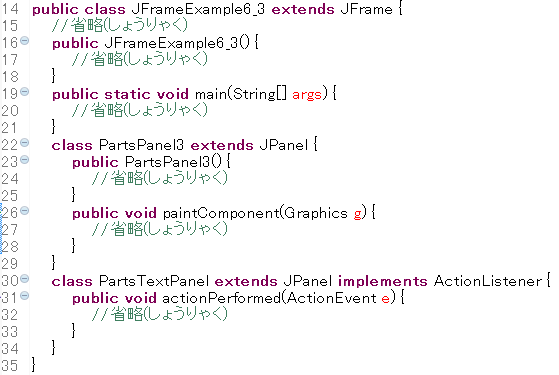 14 public class JFrameExample6_3 extends JFrame {
15 //省略(しょうりゃく)
16 public JFrameExample6_3() {
17 //省略(しょうりゃく)
18 }
19 public static void main(String[] args) {
20 //省略(しょうりゃく)
21 }
22 class PartsPanel3 extends JPanel {
23 public PartsPanel3() {
24 //省略(しょうりゃく)
25 }
26 public void paintComponent(Graphics g) {
27 //省略(しょうりゃく)
28 }
29 }
30 class PartsTextPanel extends JPanel implements ActionListener {
31 public void actionPerformed(ActionEvent e) {
32 //省略(しょうりゃく)
33 }
34 }
35 }